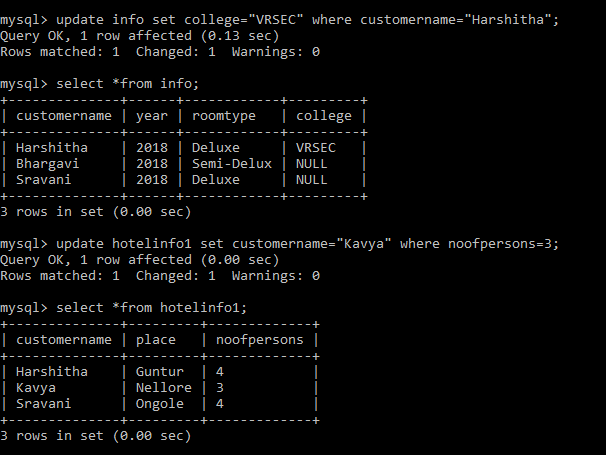 mysql> update info set college="VRSEC" where customername="Harshitha";
Query OK, 1 row affected (0.13 sec)
Rows matched: 1  Changed: 1  Warnings: 0
mysql> select *from info;
+--------------+------+------------+---------+
| customername | year | roomtype   | college |
+--------------+------+------------+---------+
| Harshitha    | 2018 | Deluxe     | VRSEC   |
| Bhargavi     | 2018 | Semi-Delux | NULL    |
| Sravani      | 2018 | Deluxe     | NULL    |
+--------------+------+------------+---------+
3 rows in set (0.00 sec)
mysql> update hotelinfo1 set customername="Kavya" where noofpersons=3;
Query OK, 1 row affected (0.00 sec)
Rows matched: 1  Changed: 1  Warnings: 0
mysql> select *from hotelinfo1;
+--------------+---------+-------------+
| customername | place   | noofpersons |
+--------------+---------+-------------+
| Harshitha    | Guntur  | 4           |
| Kavya        | Nellore | 3           |
| Sravani      | Ongole  | 4           |
+--------------+---------+-------------+
3 rows in set (0.00 sec)